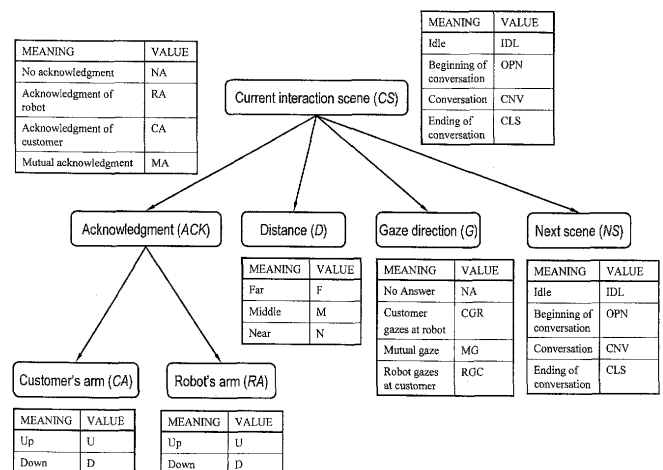 MEANING VALUE
No acknowledgment NA
Acknowledgment of RA
robot
Acknowledgment of CA
customer
Mutual acknowledgment MA
Current interaction scene (CS)
MEANING VALUE
Idle IDL
Beginning of OPN
conversation
Conversation CNV
Ending of CLS
conversation
Acknowledgment (ACK)
Distance (D)
Gaze direction (G)
Next scene (NS)
MEANING VALUE
Far F
Middle M
Near N
MEANING VALUE
No Answer NA
Customer CGR
gazes at robot
Mutual gaze MG
Robot gazes RGC
at customer
MEANING VALUE
Idle IDL
Beginning of OPN
conversation
Conversation CNV
Ending of CLS
conversation
Customer's arm (CA)
Robot's arm (RA)
MEANING VALUE
Up U
Down D
MEANING VALUE
Up U
Down D